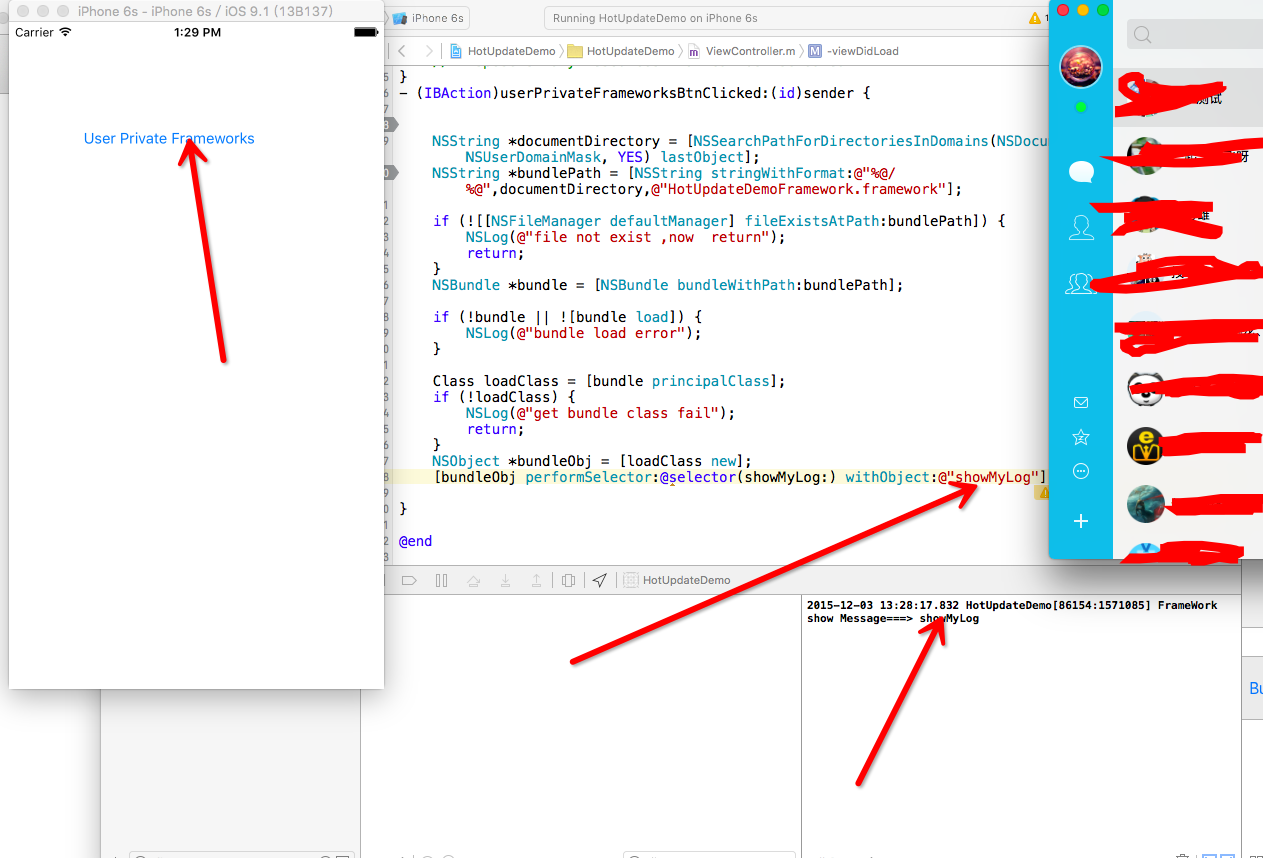 iPhone 6s - iPhone 6s / iOS 9.1 (13B137)
Carrier
1:29 PM
User Private Frameworks
iPhone 6s
Running HotUpdateDemo on iPhone 6s
HotUpdateDemo
HotUpdateDemo
ViewController.m
M
-viewDidLoad
}
- (IBAction)userPrivateFrameworksBtnClicked:(id)sender {
NSString *documentDirectory = [NSSearchPathForDirectoriesInDomains(NSDocu
NSUserDomainMask, YES) lastObject];
NSString *bundlePath = [NSString stringWithFormat:@"%@/
%@",documentDirectory,@"HotUpdateDemoFramework.framework"];
if (![[NSFileManager defaultManager] fileExistsAtPath:bundlePath]) {
NSLog(@"file not exist ,now  return");
return;
}
NSBundle *bundle = [NSBundle bundleWithPath:bundlePath];
if (!bundle || ![bundle load]) {
NSLog(@"bundle load error");
}
Class loadClass = [bundle principalClass];
if (!loadClass) {
NSLog(@"get bundle class fail");
return;
}
NSObject *bundleObj = [loadClass new];
[bundleObj performSelector:@selector(showMyLog:) withObject:@"showMyLog"]
}
@end
HotUpdateDemo
2015-12-03 13:28:17.832 HotUpdateDemo[86154:1571085] FrameWork
show Message===> showMyLog
测试
呀
雄
Bu